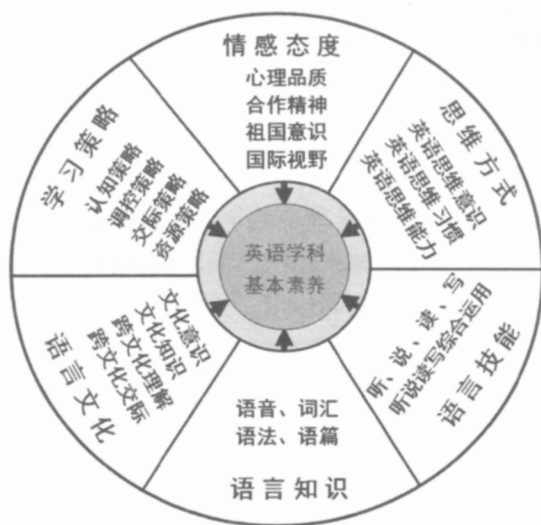 情感态度
心理品质
合作精神
祖国意识
国际视野
思维方式
英语思维意识
英语思维习惯
英语思维能力
语言技能
听、说、读、写
听说读写综合运用
语音、词汇
语法、语篇
语言知识
语言文化
文化意识
文化知识
跨文化理解
跨文化交际
学习策略
认知策略
调控策略
交际策略
资源策略
英语学科
基本素养